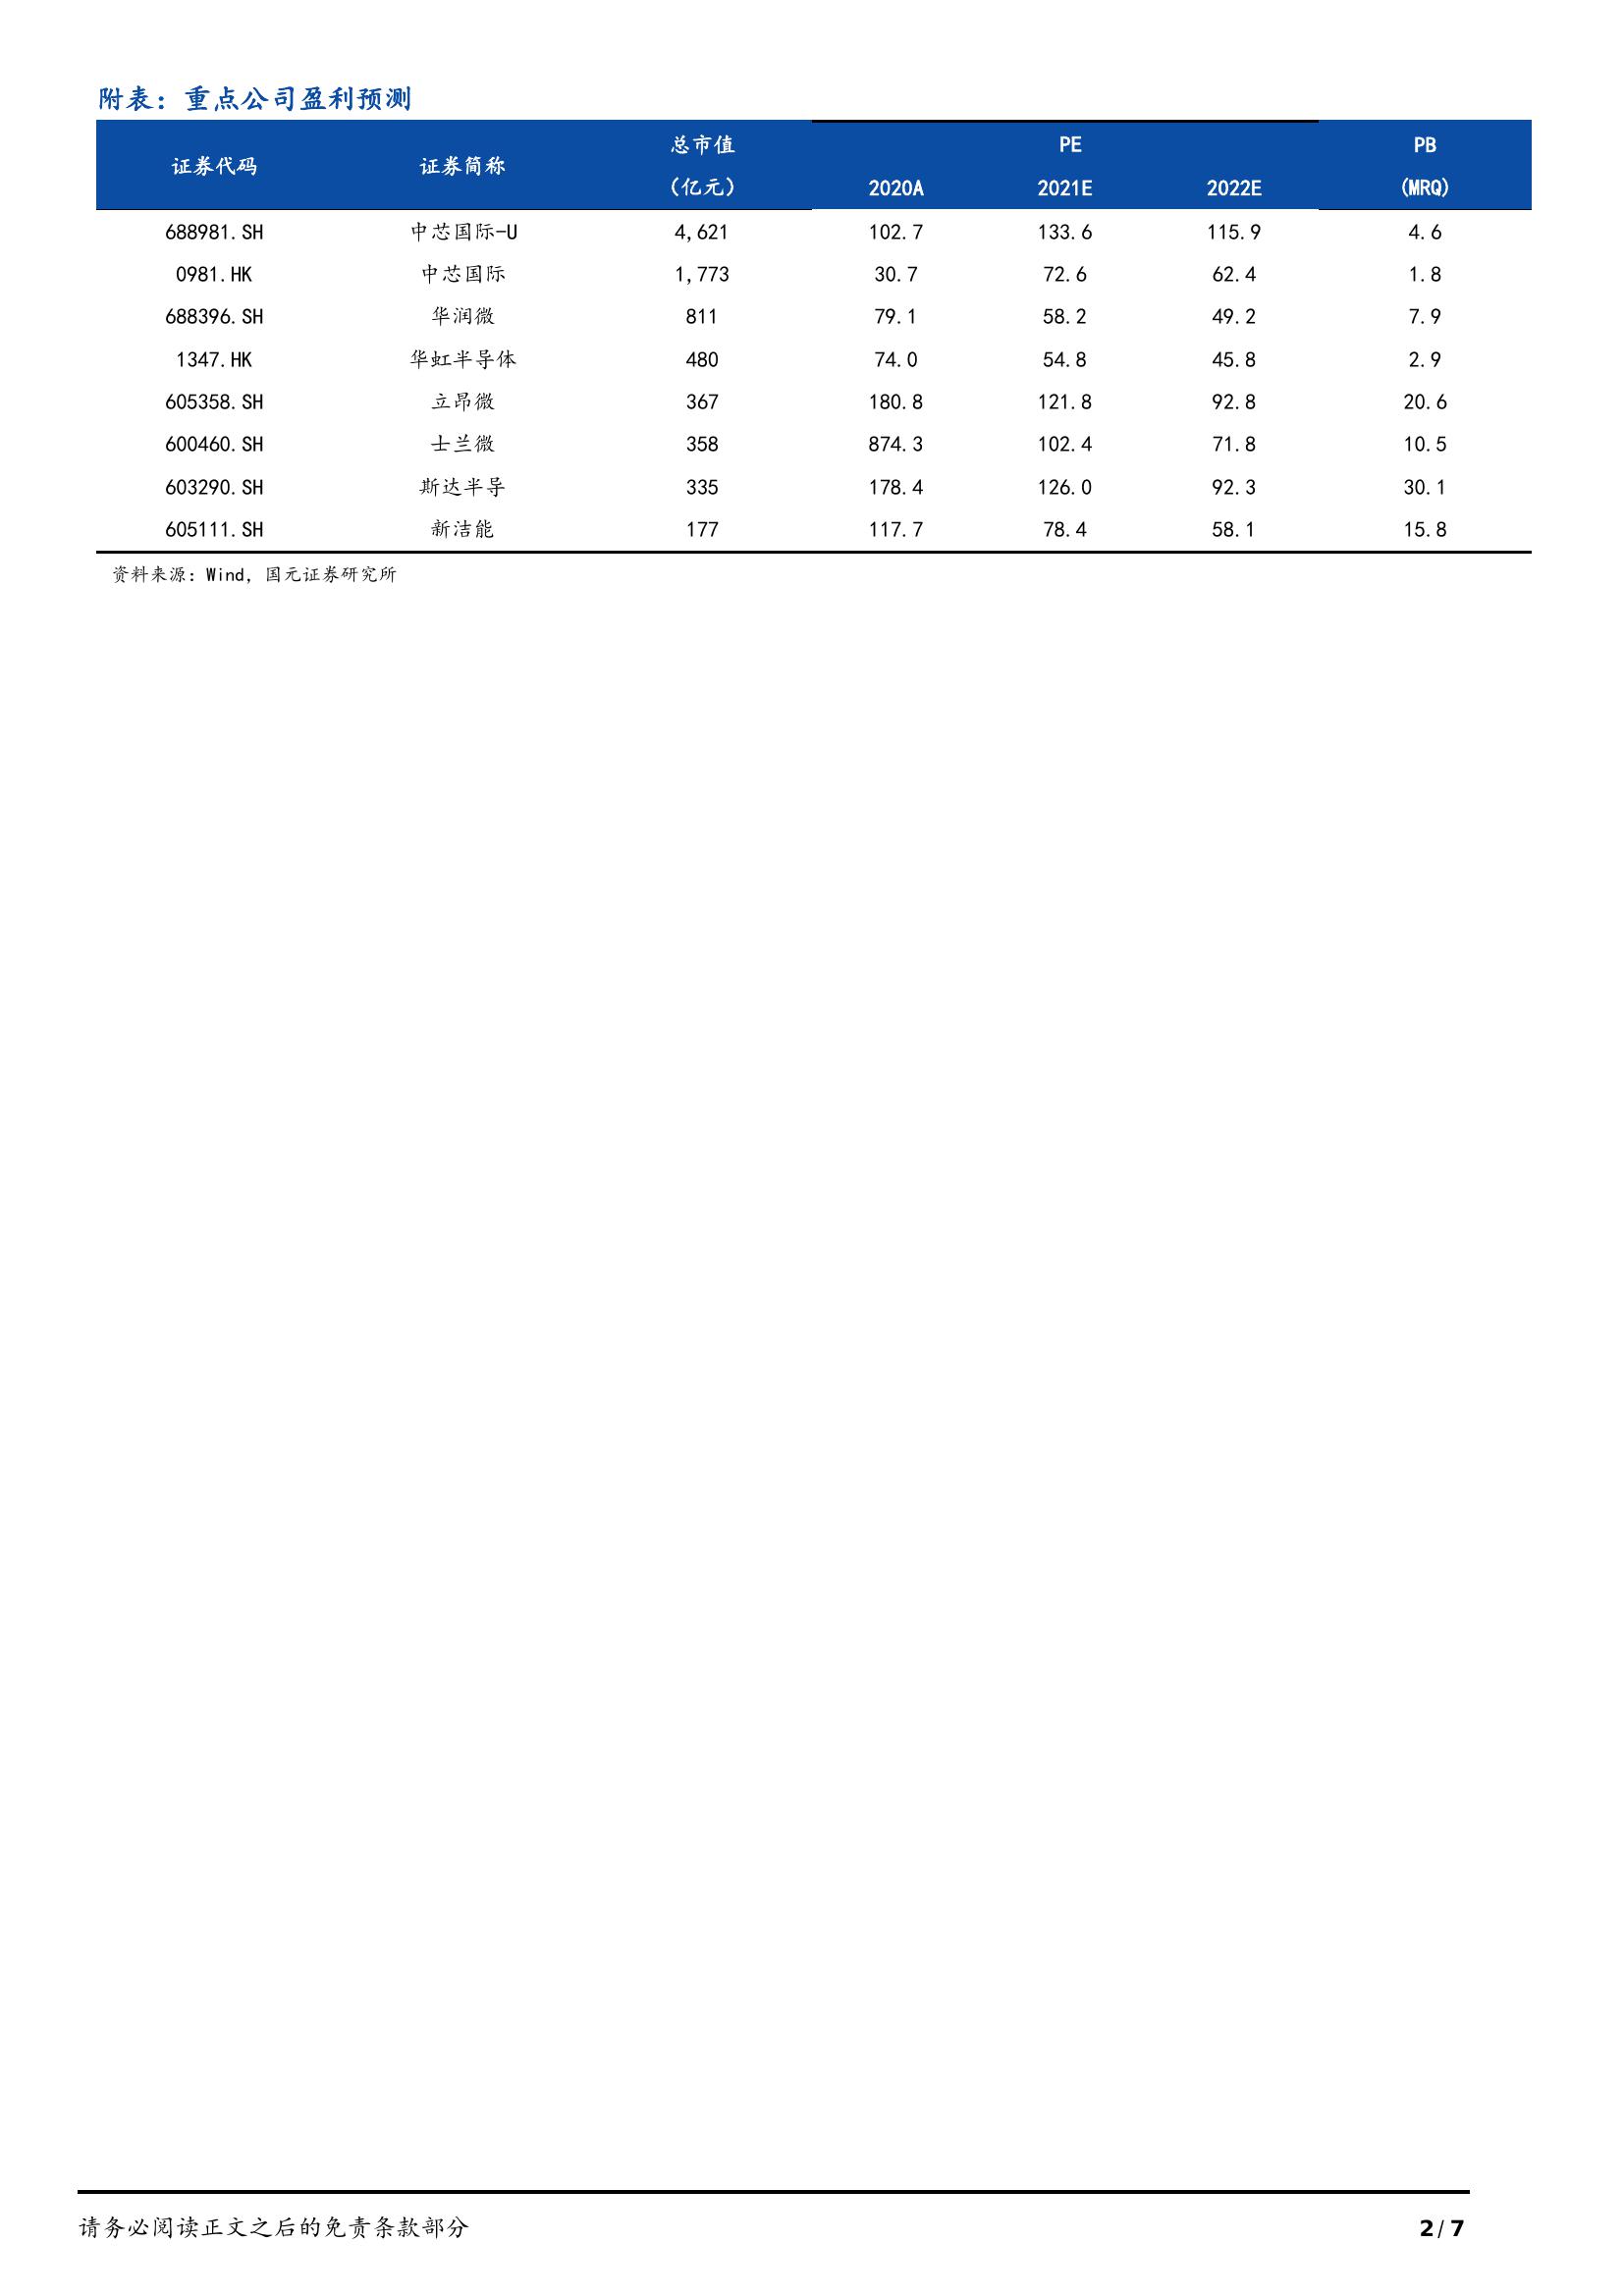 附表：重点公司盈利预测
证券代码 证券简称 总市值 PE PB
（亿元） 2020A 2021E 2022E (MRQ)
688981.SH 中芯国际-U 4,621 102.7 133.6 115.9 4.6
0981.HK 中芯国际 1,773 30.7 72.6 62.4 1.8
688396.SH 华润微 811 79.1 58.2 49.2 7.9
1347.HK 华虹半导体 480 74.0 54.8 45.8 2.9
605358.SH 立昂微 367 180.8 121.8 92.8 20.6
600460.SH 士兰微 358 874.3 102.4 71.8 10.5
603290.SH 斯达半导 335 178.4 126.0 92.3 30.1
605111.SH 新洁能 177 117.7 78.4 58.1 15.8
资料来源：Wind，国元证券研究所
请务必阅读正文之后的免责条款部分 2/7